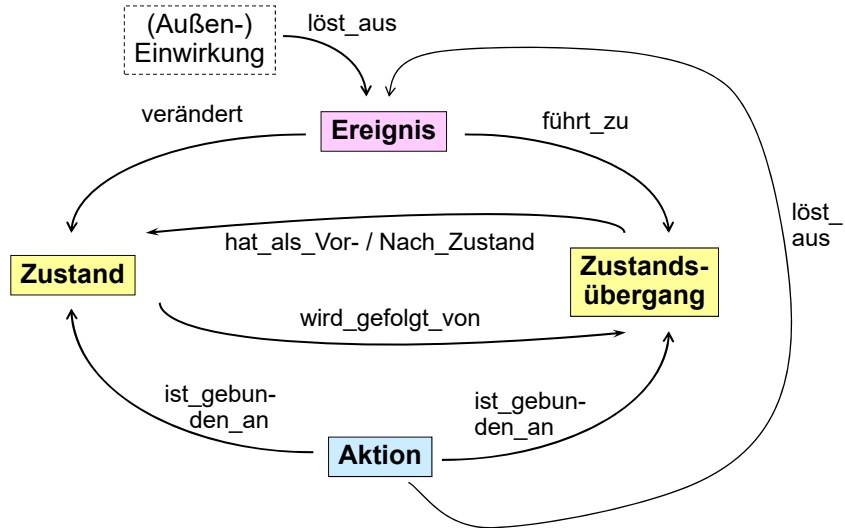 (Außen-)
Einwirkung
löst_aus
verändert
Ereignis
führt_zu
hat_als_Vor- / Nach_Zustand
löst_
aus
Zustand
Zustands-
übergang
wird_gefolgt_von
ist_gebun-
den_an
ist_gebun-
den_an
Aktion